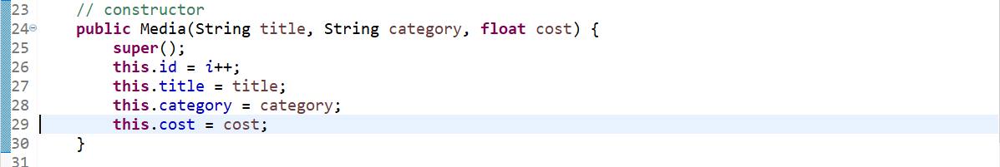 23 // constructor
24 public Media(String title, String category, float cost) {
25 super();
26 this.id = i++;
27 this.title = title;
28 this.category = category;
29 this.cost = cost;
30 }
31